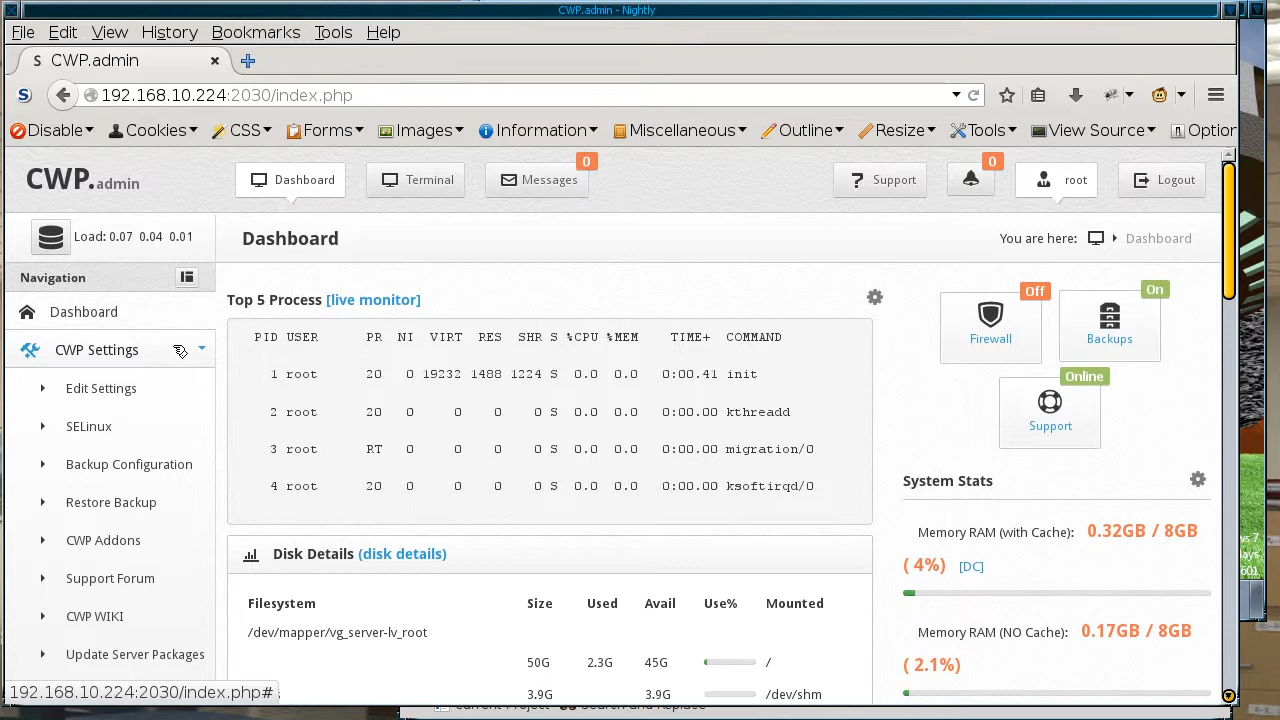 CWP.admin - Nightly
File Edit View History Bookmarks Tools Help
S CWP.admin
192.168.10.224:2030/index.php
Disable Cookies CSS Forms Images Information Miscellaneous Outline Resize Tools View Source Option
CWP.admin
Dashboard Terminal Messages 0 Support 0 root Logout
Load: 0.07 0.04 0.01
Dashboard
You are here: Dashboard
Navigation
Dashboard
CWP Settings
Edit Settings
SELinux
Backup Configuration
Restore Backup
CWP Addons
Support Forum
CWP WIKI
Update Server Packages
192.168.10.224:2030/index.php#
Top 5 Process [live monitor]
PID USER PR NI VIRT RES SHR S %CPU %MEM TIME+ COMMAND
1 root 20 0 19232 1488 1224 S 0.0 0.0 0:00.41 init
2 root 20 0 0 0 0 S 0.0 0.0 0:00.00 kthreadd
3 root RT 0 0 0 0 S 0.0 0.0 0:00.00 migration/0
4 root 20 0 0 0 0 S 0.0 0.0 0:00.00 ksoftirqd/0
Disk Details (disk details)
Filesystem Size Used Avail Use% Mounted
/dev/mapper/vg_server-lv_root
50G 2.3G 45G /
3.9G 3.9G /dev/shm
Off
Firewall
On
Backups
Online
Support
System Stats
Memory RAM (with Cache): 0.32GB / 8GB
( 4%) [DC]
Memory RAM (NO Cache): 0.17GB / 8GB
( 2.1%)